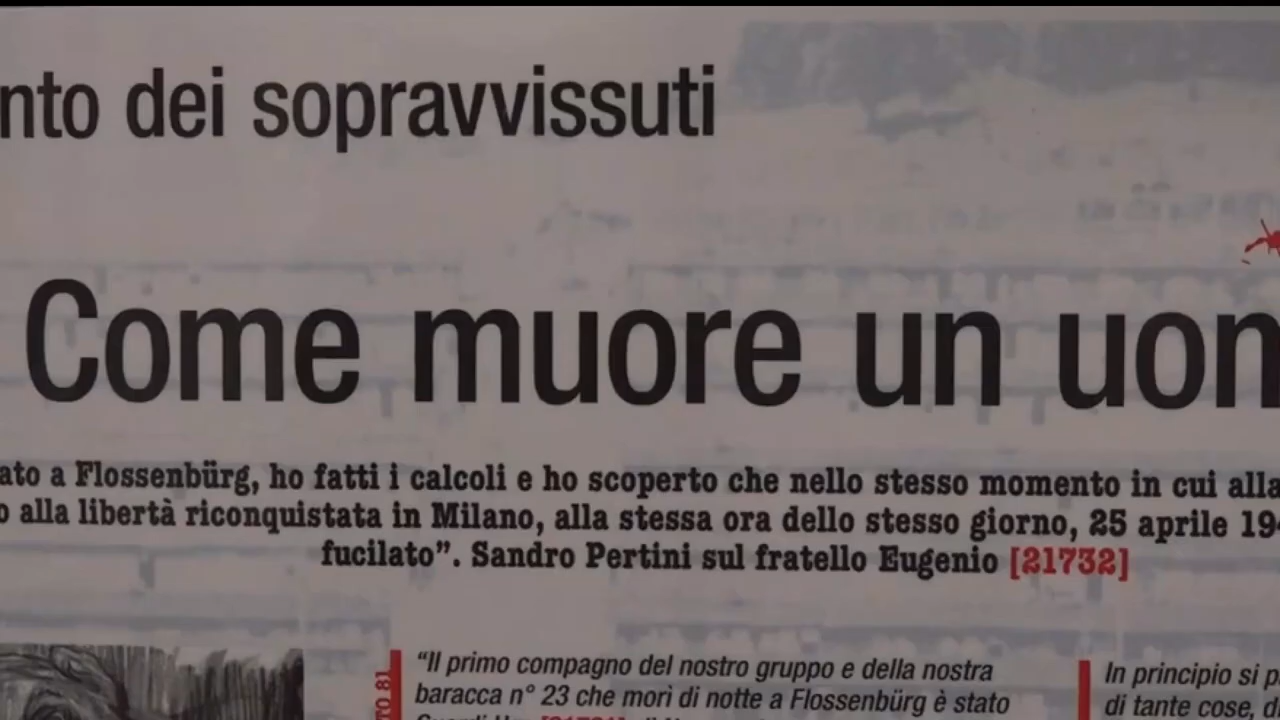 nto dei sopravvissuti
Come muore un uon
ato a Flossenbürg, ho fatti i calcoli e ho scoperto che nello stesso momento in cui alla
o alla libertà riconquistata in Milano, alla stessa ora dello stesso giorno, 25 aprile 19
fucilato”. Sandro Pertini sul fratello Eugenio [21732]
“Il primo compagno del nostro gruppo e della nostra
baracca n° 23 che morì di notte a Flossenbürg è stato
In principio si p
di tante cose, d